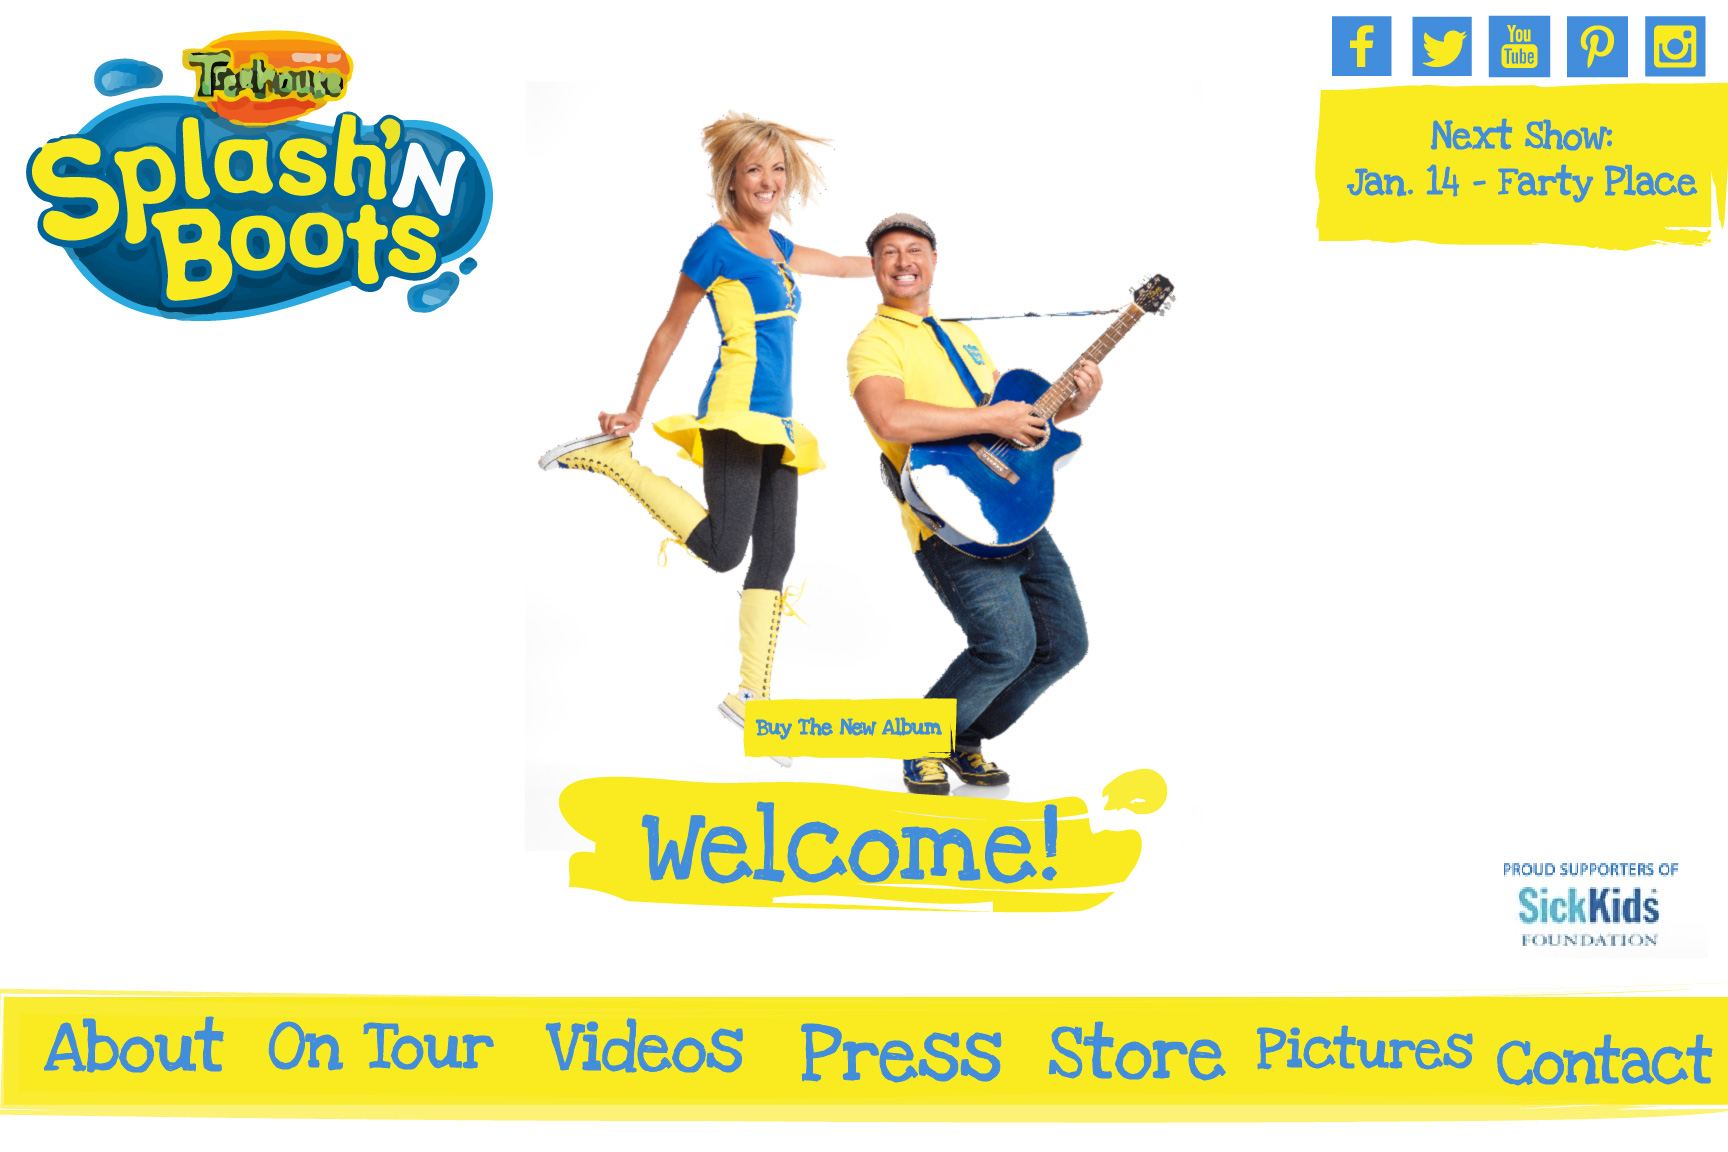 Treehouse
Splash'N
Boots
You
Tube
Next Show:
Jan. 14 - Farty Place
Buy The New Album
Welcome!
PROUD SUPPORTERS OF
SickKids
FOUNDATION
About On Tour Videos Press Store Pictures Contact